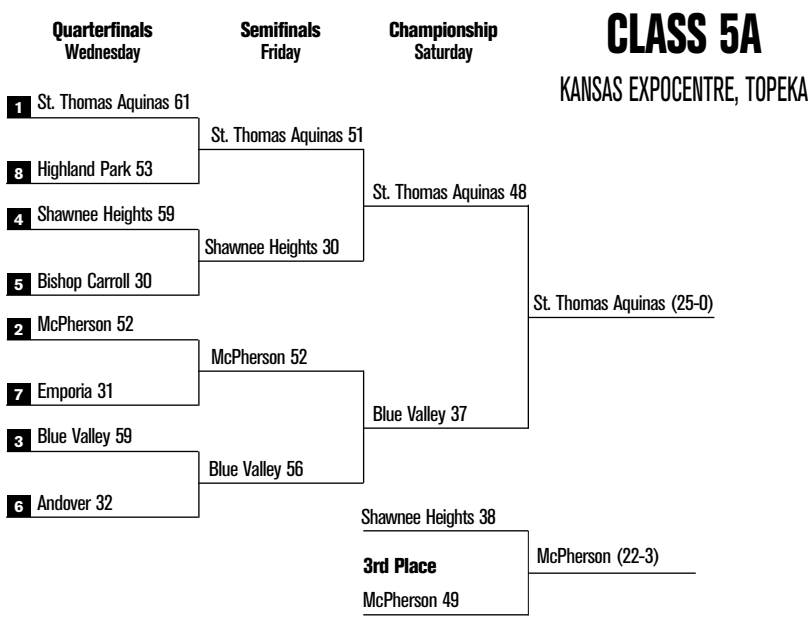 Quarterfinals
Wednesday
Semifinals
Friday
Championship
Saturday
CLASS 5A
KANSAS EXPOCENTRE, TOPEKA
1 St. Thomas Aquinas 61
St. Thomas Aquinas 51
8 Highland Park 53
St. Thomas Aquinas 48
4 Shawnee Heights 59
Shawnee Heights 30
5 Bishop Carroll 30
St. Thomas Aquinas (25-0)
2 McPherson 52
McPherson 52
7 Emporia 31
Blue Valley 37
3 Blue Valley 59
Blue Valley 56
6 Andover 32
Shawnee Heights 38
3rd Place
McPherson (22-3)
McPherson 49